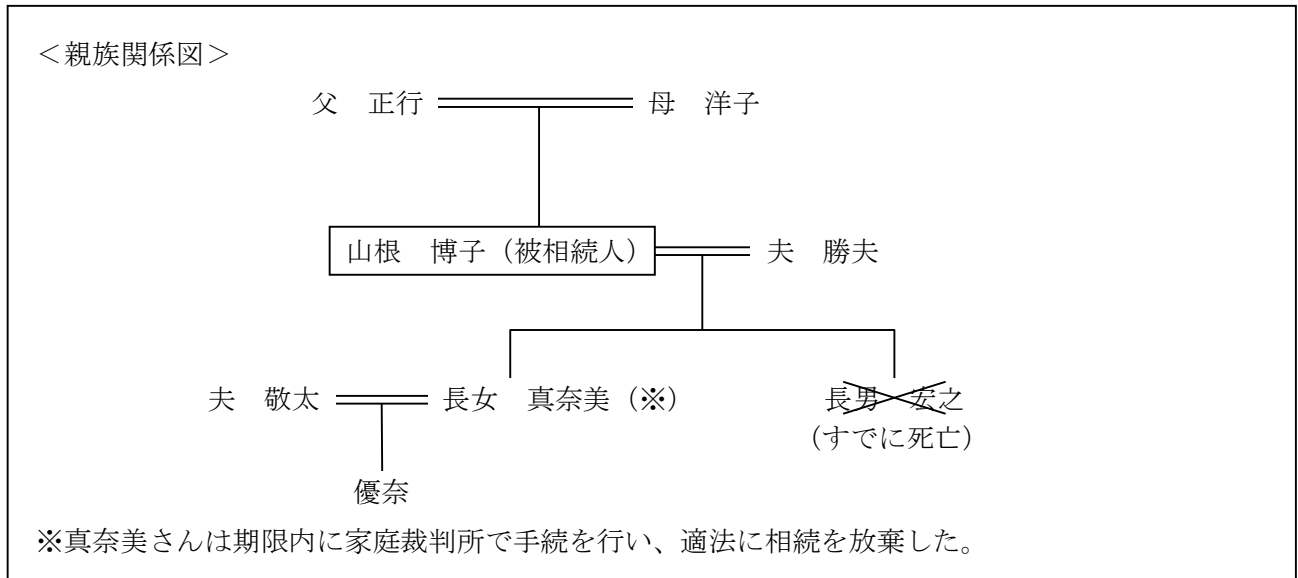 ＜親族関係図＞
父　正行　母　洋子
山根　博子（被相続人）　夫　勝夫
夫　敬太　長女　真奈美（※）　長男　宏之
（すでに死亡）
優奈
※真奈美さんは期限内に家庭裁判所で手続を行い、適法に相続を放棄した。